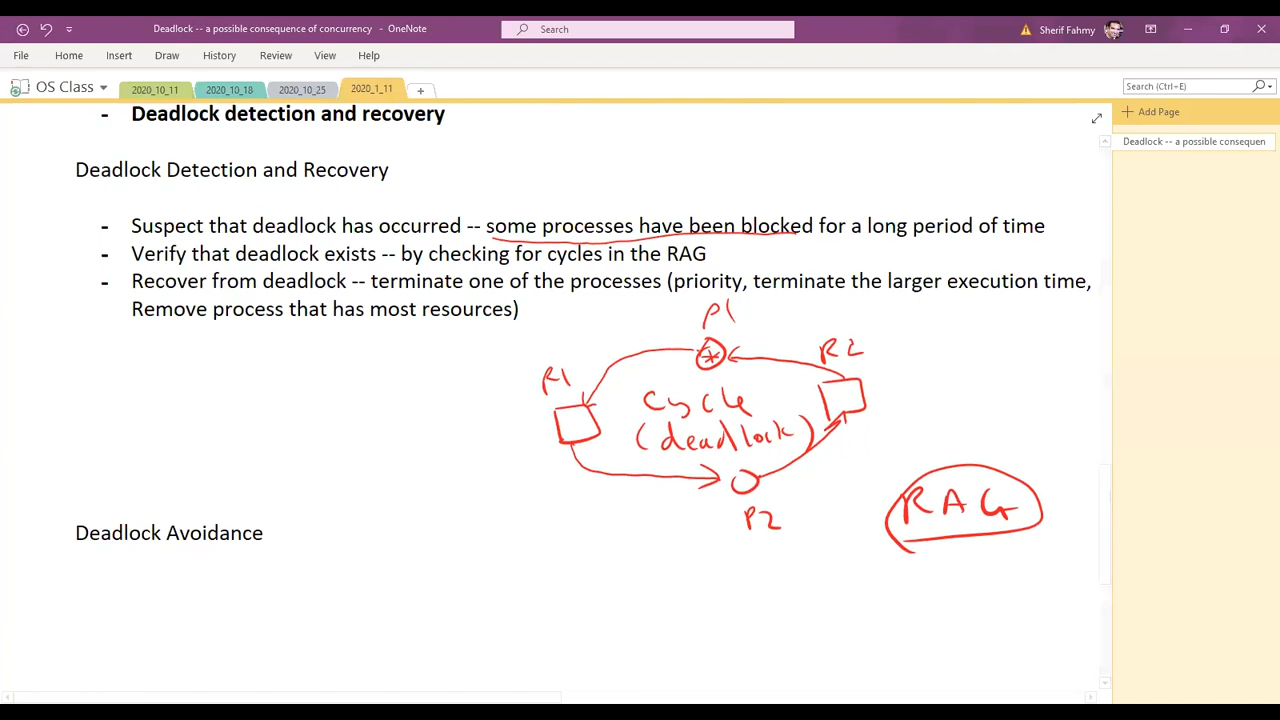 Deadlock -- a possible consequence of concurrency - OneNote
Search
Sherif Fahmy
File Home Insert Draw History Review View Help
OS Class
2020_10_11 2020_10_18 2020_10_25 2020_1_11
Search (Ctrl+E)
Add Page
Deadlock -- a possible consequen
- Deadlock detection and recovery
Deadlock Detection and Recovery
- Suspect that deadlock has occurred -- some processes have been blocked for a long period of time
- Verify that deadlock exists -- by checking for cycles in the RAG
- Recover from deadlock -- terminate one of the processes (priority, terminate the larger execution time,
Remove process that has most resources)
P1
R2
R1
cycle
(deadlock)
P2
RAG
Deadlock Avoidance